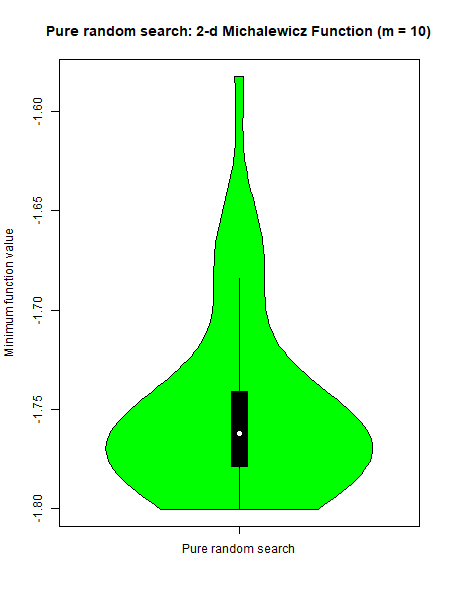 Pure random search: 2-d Michalewicz Function (m = 10)
Minimum function value
-1.60
-1.65
-1.70
-1.75
-1.80
Pure random search